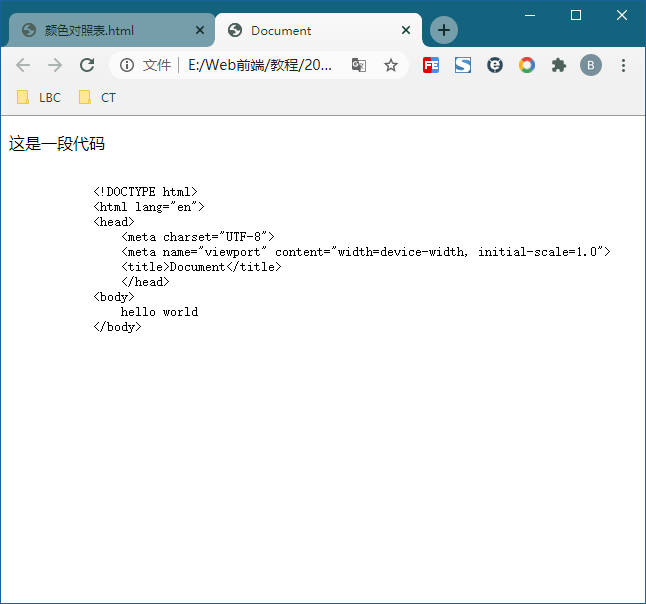 颜色对照表.html
Document
文件 E:/Web前端/教程/20...
FE
S
e
B
LBC
CT
这是一段代码
<!DOCTYPE html>
<html lang="en">
<head>
    <meta charset="UTF-8">
    <meta name="viewport" content="width=device-width, initial-scale=1.0">
    <title>Document</title>
    </head>
<body>
    hello world
</body>